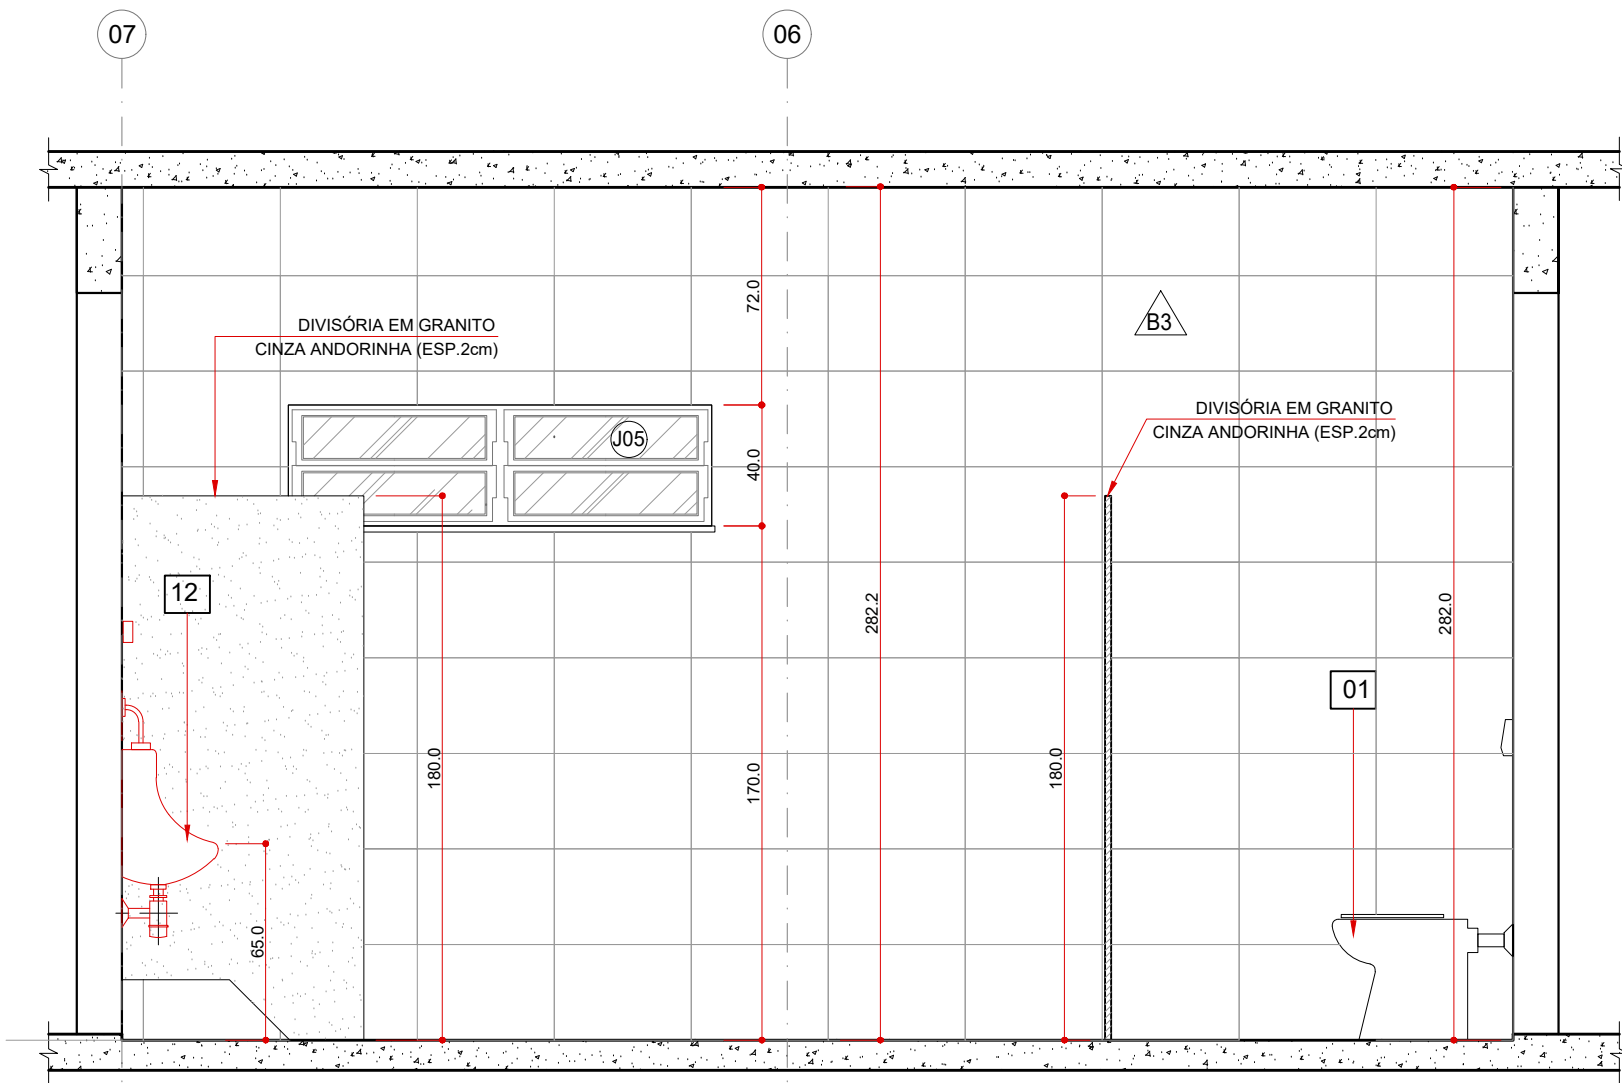 07
06
72.0
B3
DIVISÓRIA EM GRANITO
CINZA ANDORINHA (ESP.2cm)
DIVISÓRIA EM GRANITO
CINZA ANDORINHA (ESP.2cm)
J05
40.0
12
282.2
282.0
01
180.0
170.0
180.0
65.0